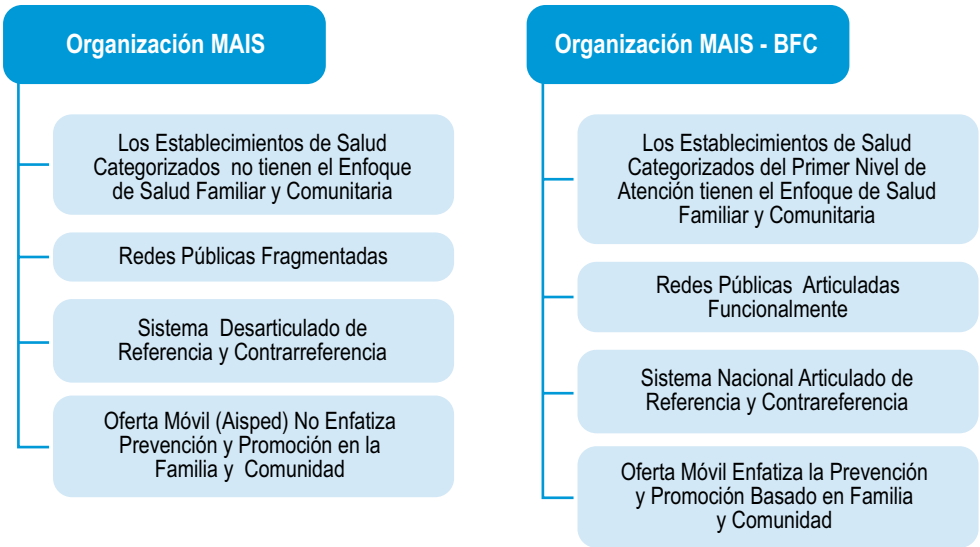 Organización MAIS
Los Establecimientos de Salud
Categorizados no tienen el Enfoque
de Salud Familiar y Comunitaria
Redes Públicas Fragmentadas
Sistema Desarticulado de
Referencia y Contrarreferencia
Oferta Móvil (Aisped) No Enfatiza
Prevención y Promoción en la
Familia y Comunidad
Organización MAIS - BFC
Los Establecimientos de Salud
Categorizados del Primer Nivel de
Atención tienen el Enfoque de Salud
Familiar y Comunitaria
Redes Públicas Articuladas
Funcionalmente
Sistema Nacional Articulado de
Referencia y Contrareferencia
Oferta Móvil Enfatiza la Prevención
y Promoción Basado en Familia
y Comunidad